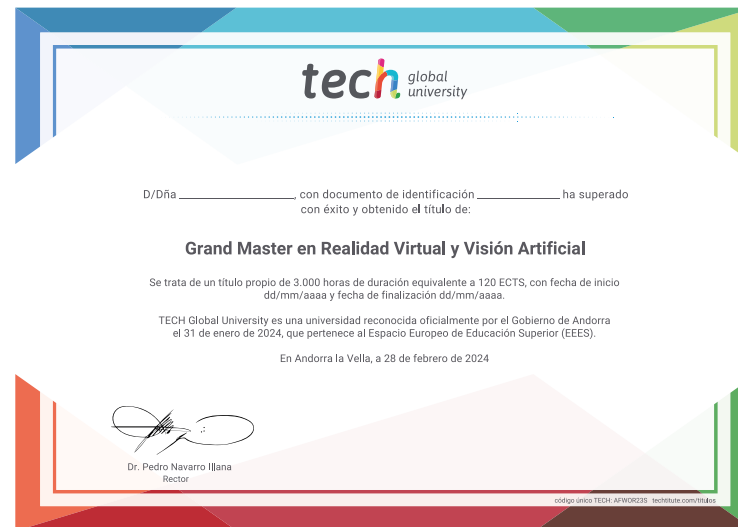 tech global university
D/Dña ____________________, con documento de identificación ______________ ha superado
con éxito y obtenido el título de:
Grand Master en Realidad Virtual y Visión Artificial
Se trata de un título propio de 3.000 horas de duración equivalente a 120 ECTS, con fecha de inicio
dd/mm/aaaa y fecha de finalización dd/mm/aaaa.
TECH Global University es una universidad reconocida oficialmente por el Gobierno de Andorra
el 31 de enero de 2024, que pertenece al Espacio Europeo de Educación Superior (EEES).
En Andorra la Vella, a 28 de febrero de 2024
Dr. Pedro Navarro Illana
Rector
código único TECH: AFWOR23S techtitute.com/titulos